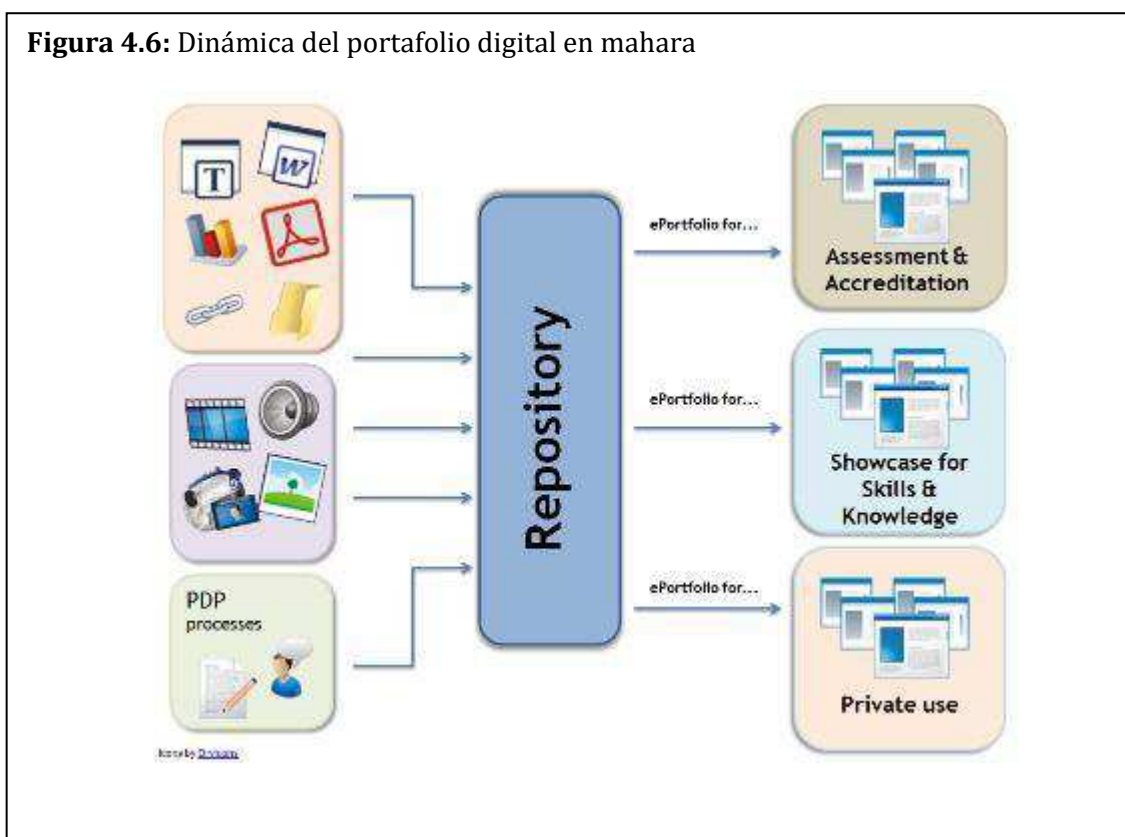 Figura 4.6: Dinámica del portafolio digital en mahara
T
W
PDP
processes
Repository
ePortfolio for...
Assessment &
Accreditation
ePortfolio for...
Showcase for
Skills &
Knowledge
ePortfolio for...
Private use
by